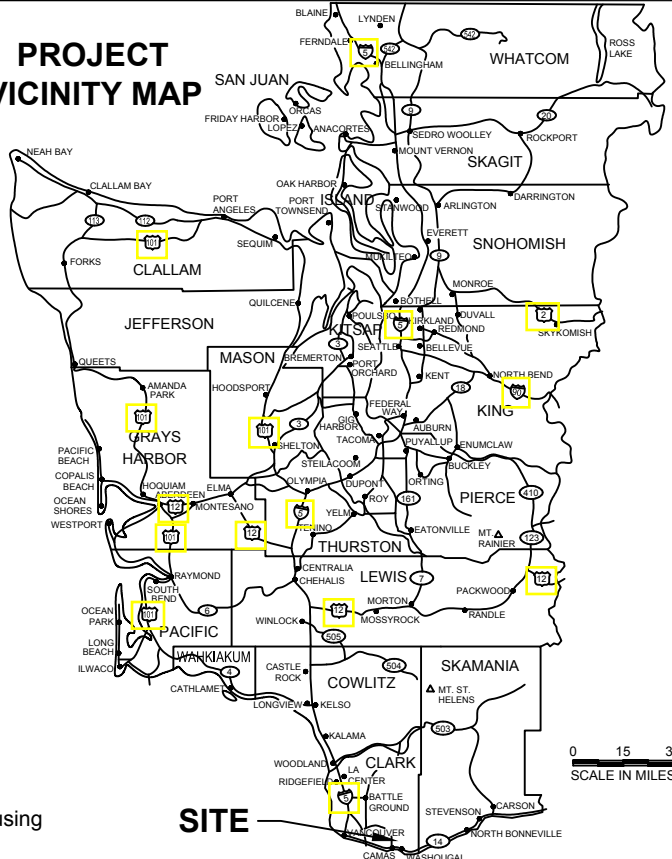 PROJECT
VICINITY MAP
BLAINE
LYNDEN
FERNDALE
5
542
542
BELLINGHAM
WHATCOM
ROSS
LAKE
SAN JUAN
ORCAS
FRIDAY HARBOR
LOPEZ
ANACORTES
9
20
SEDRO WOOLLEY
ROCKPORT
MOUNT VERNON
SKAGIT
NEAH BAY
CLALLAM BAY
OAK HARBOR
ISLAND
STANWOOD
ARLINGTON
DARRINGTON
PORT
ANGELES
PORT
TOWNSEND
113
112
101
SEQUIM
EVERETT
SNOHOMISH
FORKS
CLALLAM
MUKILTEO
9
MONROE
QUILCENE
BOTHELL
2
JEFFERSON
POULSBO
KIRKLAND
DUVALL
SKYKOMISH
KITSAP
5
REDMOND
MASON
3
SEATTLE
BELLEVUE
QUEETS
BREMERTON
PORT
ORCHARD
AMANDA
PARK
HOODSPORT
KENT
NORTH BEND
18
90
101
GRAYS
HARBOR
101
3
GIG
HARBOR
FEDERAL
WAY
AUBURN
KING
SHELTON
TACOMA
PUYALLUP
ENUMCLAW
PACIFIC
BEACH
STEILACOOM
BUCKLEY
COPALIS
BEACH
HOQUIAM
ABERDEEN
ELMA
OLYMPIA
DUPONT
ORTING
OCEAN
SHORES
12
MONTESANO
ROY
161
PIERCE
410
WESTPORT
5
YELM
101
12
TENINO
EATONVILLE
MT.
RAINIER
123
THURSTON
CENTRALIA
LEWIS
RAYMOND
CHEHALIS
7
12
SOUTH
BEND
MORTON
PACKWOOD
OCEAN
PARK
101
6
12
MOSSYROCK
RANDLE
PACIFIC
WINLOCK
505
LONG
BEACH
WAHKIAKUM
504
SKAMANIA
ILWACO
4
CASTLE
ROCK
COWLITZ
CATHLAMET
MT. ST.
HELENS
LONGVIEW
KELSO
503
KALAMA
0 15 3
SCALE IN MILES
WOODLAND
CLARK
LA
CENTER
RIDGEFIELD
5
BATTLE
GROUND
CARSON
STEVENSON
using
SITE
VANCOUVER
14
NORTH BONNEVILLE
CAMAS
WASHOUGAL